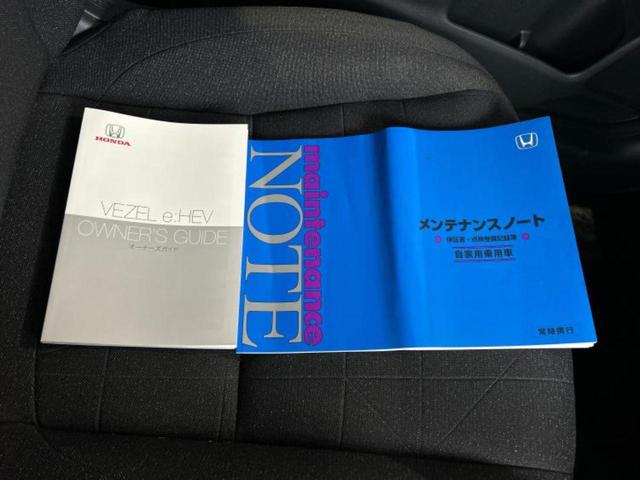 HONDA
VEZEL e:HEV
OWNER'S GUIDE
オーナーズガイド
maintenance
NOTE
メンテナンスノート
保証書・点検整備記録簿
自家用乗用車
常時携行